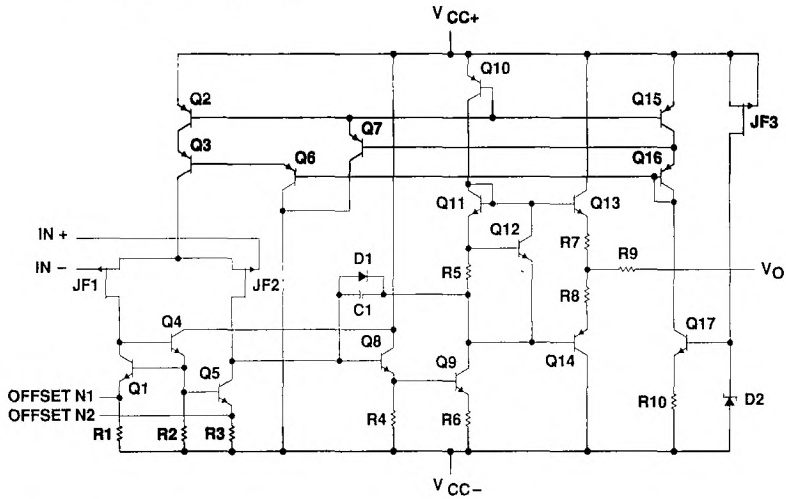 V CC+
Q10
Q2
Q15
JF3
Q3
Q7
Q6
Q16
Q11
Q13
Q12
IN +
R7
R9
IN −
D1
R5
VO
JF1
JF2
C1
R8
Q4
Q8
Q17
Q9
Q14
Q1
Q5
OFFSET N1
R10
D2
OFFSET N2
R4
R6
R1
R2
R3
V CC−